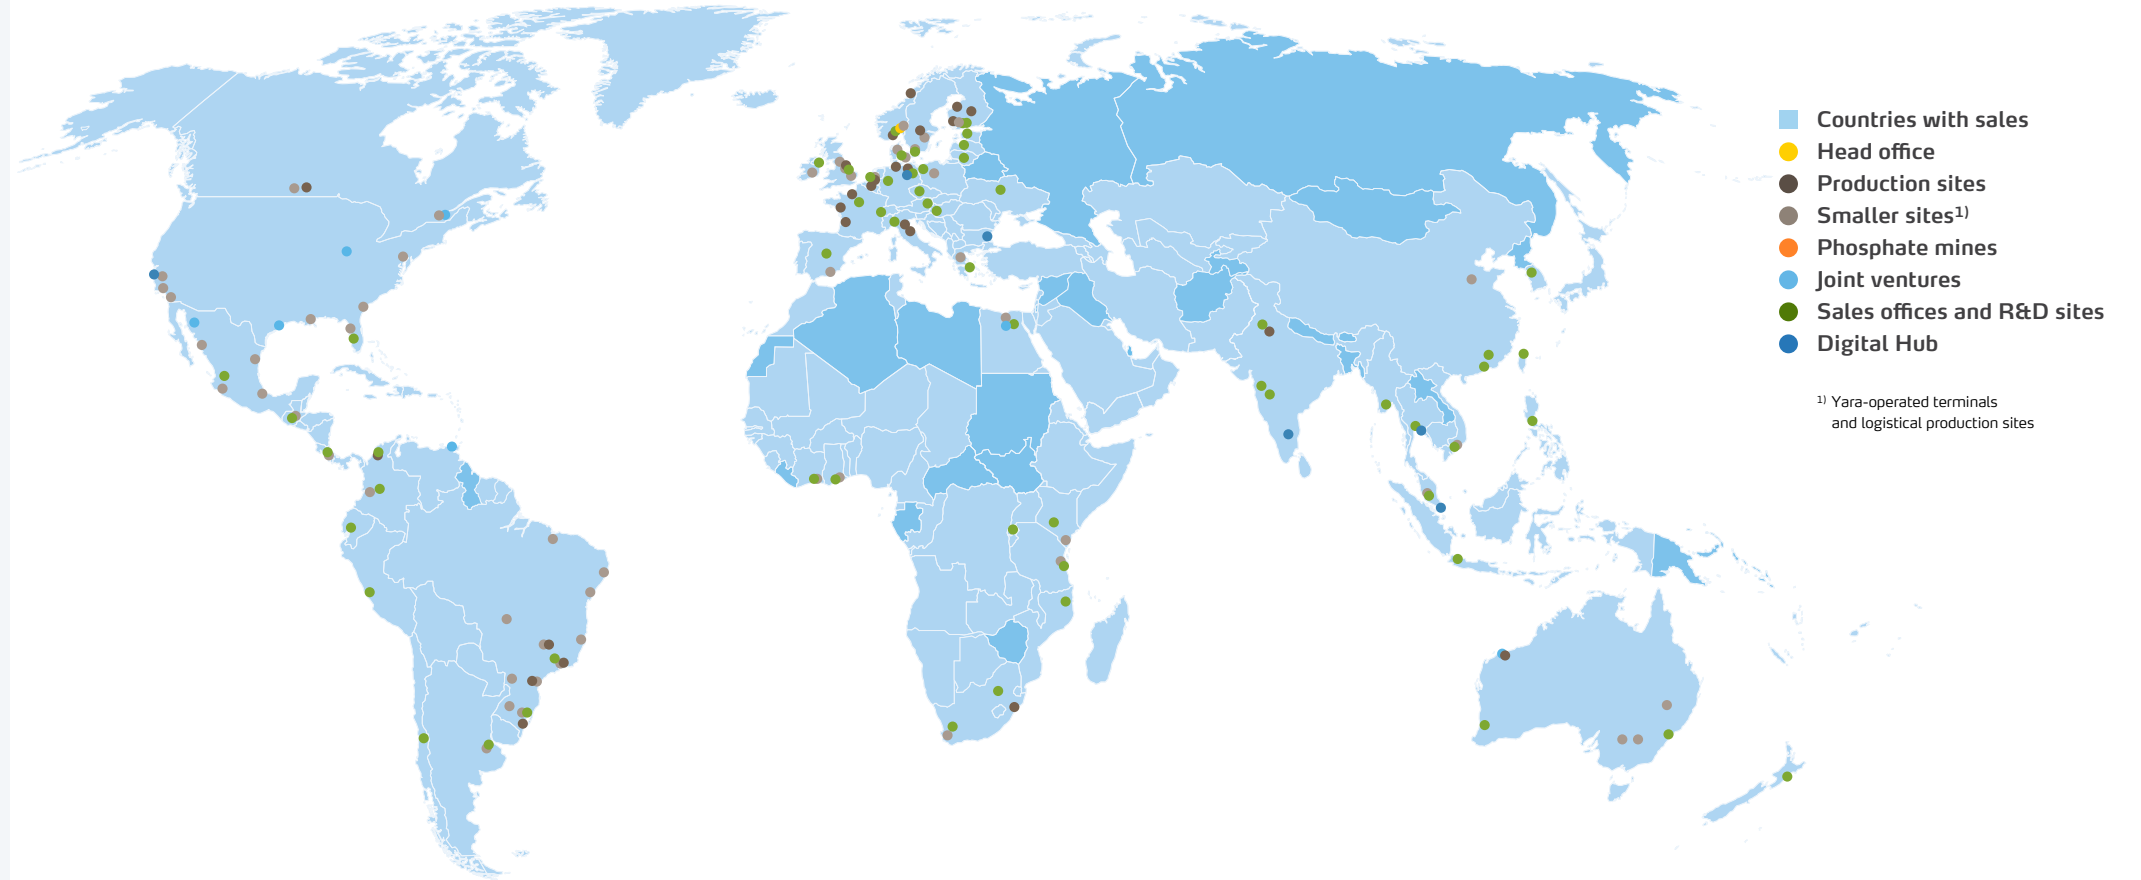 Countries with sales
Head office
Production sites
Smaller sites1)
Phosphate mines
Joint ventures
Sales offices and R&D sites
Digital Hub
1) Yara-operated terminals
and logistical production sites